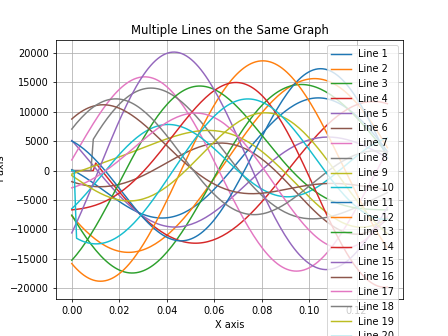 Multiple Lines on the Same Graph
20000
15000
10000
5000
0
−5000
−10000
−15000
−20000
0.00
0.02
0.04
0.06
0.08
0.10
X axis
Line 1
Line 2
Line 3
Line 4
Line 5
Line 6
Line 7
Line 8
Line 9
Line 10
Line 11
Line 12
Line 13
Line 14
Line 15
Line 16
Line 17
Line 18
Line 19
Line 20